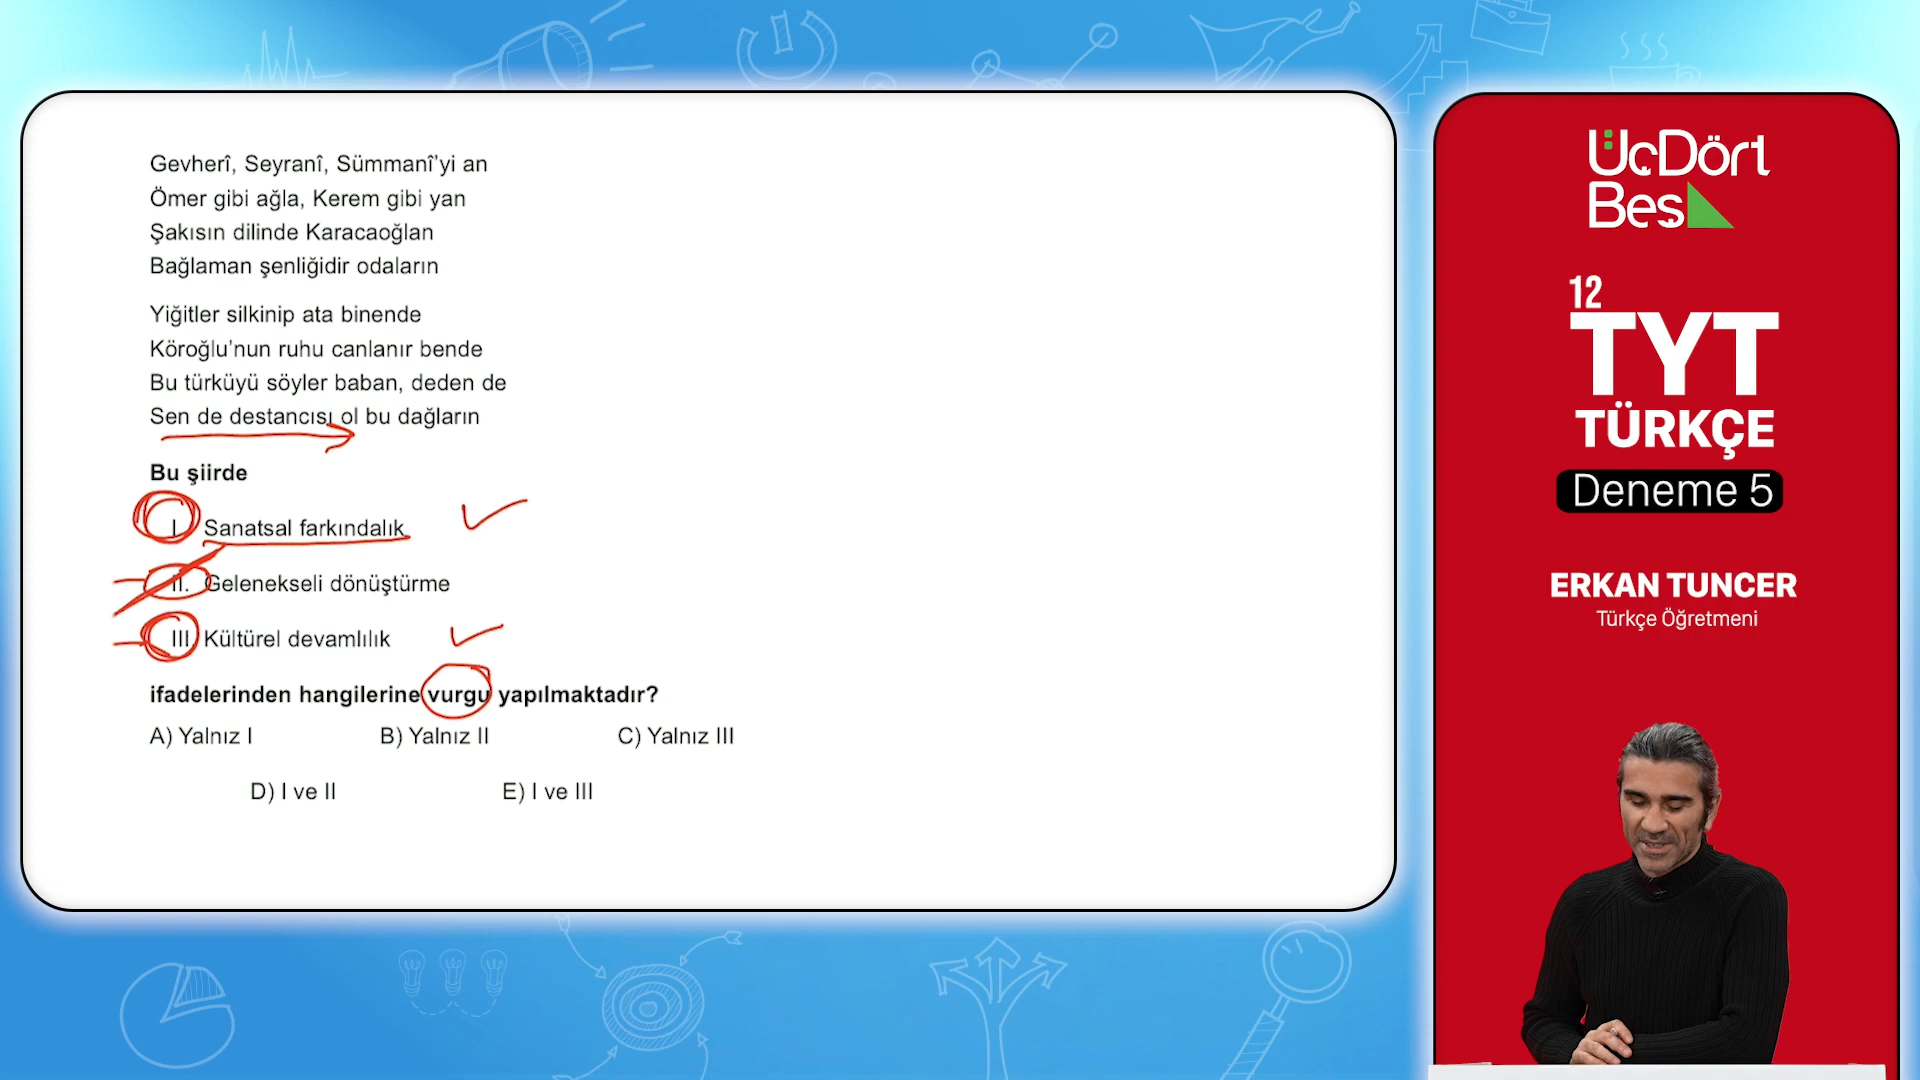 Gevherî, Seyranî, Sümmanî’yi an
Ömer gibi ağla, Kerem gibi yan
Şakısın dilinde Karacaoğlan
Bağlaman şenliğidir odaların
Yiğitler silkinip ata binende
Köroğlu’nun ruhu canlanır bende
Bu türküyü söyler baban, deden de
Sen de destancısı ol bu dağların
Bu şiirde
I. Sanatsal farkındalık
II. Gelenekseli dönüştürme
III. Kültürel devamlılık
ifadelerinden hangilerine vurgu yapılmaktadır?
A) Yalnız I B) Yalnız II C) Yalnız III
D) I ve II E) I ve III
ÜçDört
Beş
12
TYT
TÜRKÇE
Deneme 5
ERKAN TUNCER
Türkçe Öğretmeni